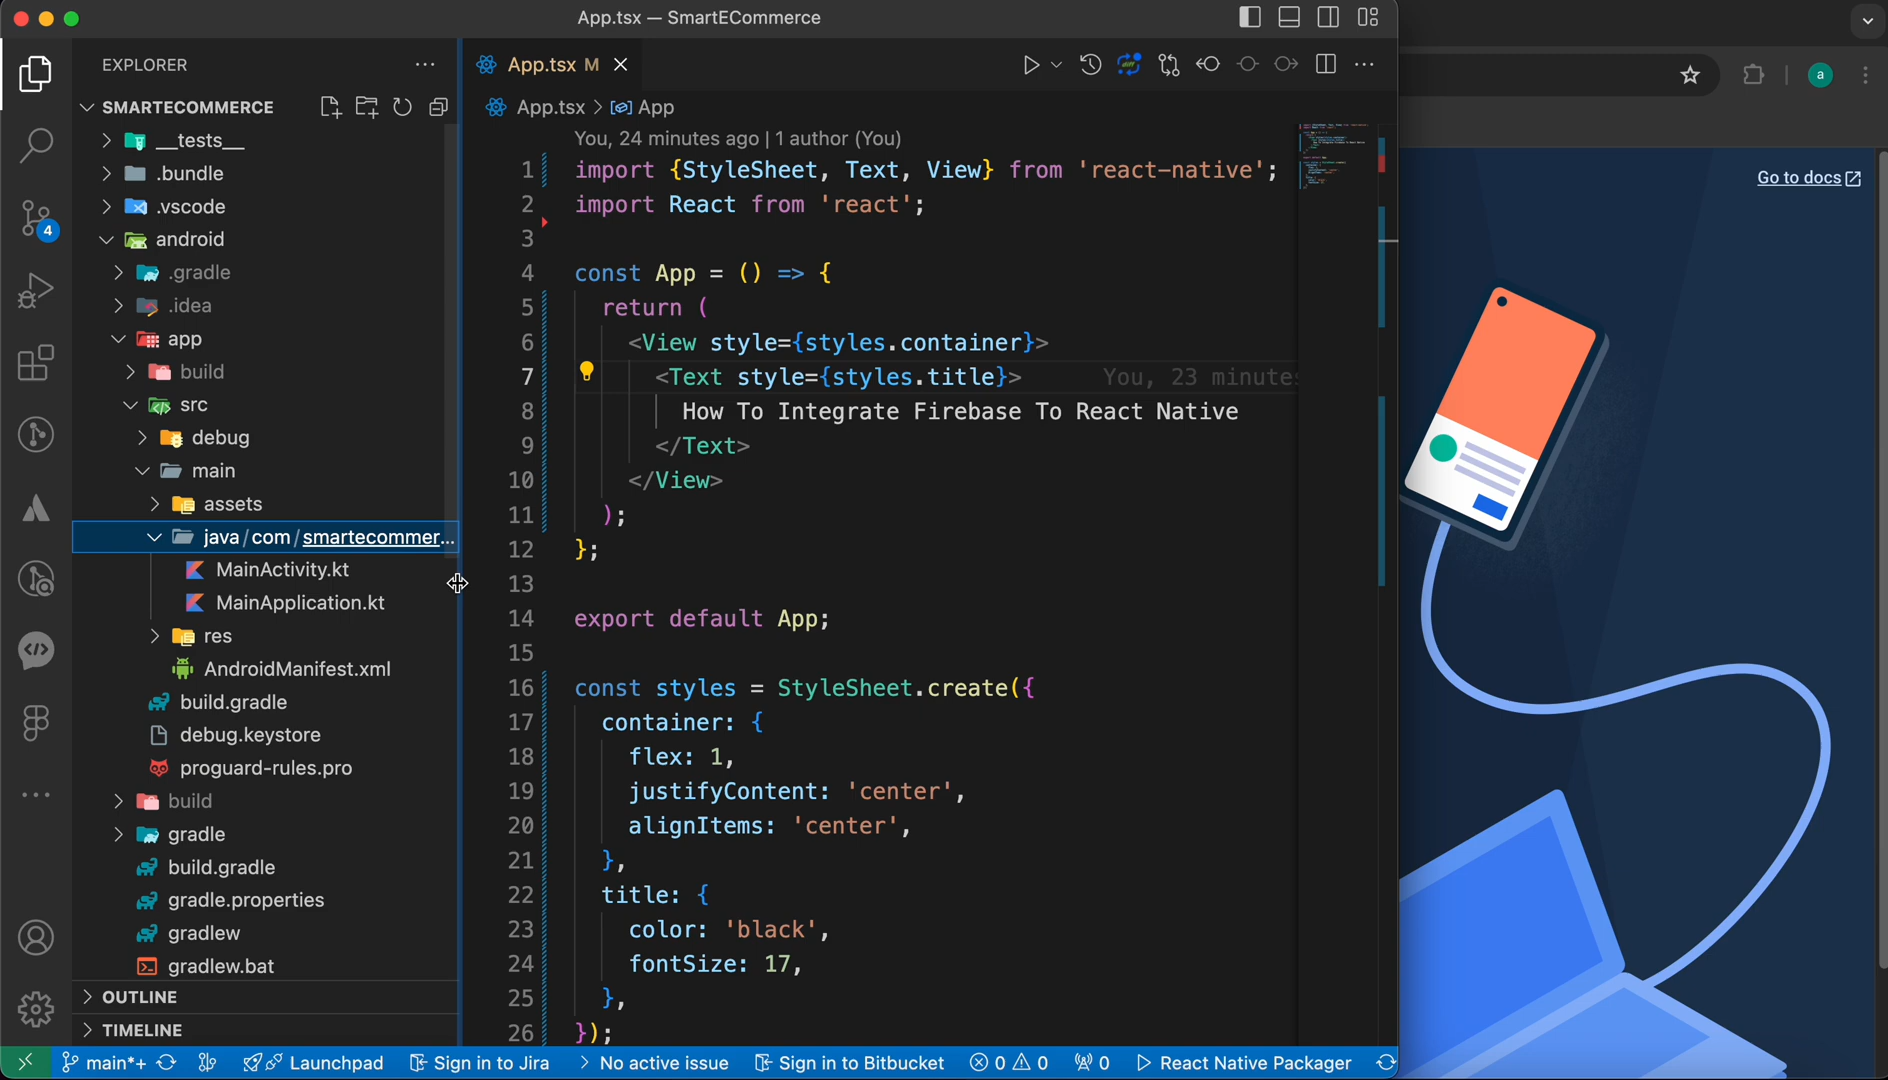 App.tsx — SmartECommerce
EXPLORER
SMARTECOMMERCE
__tests__
.bundle
.vscode
android
.gradle
.idea
app
build
src
debug
main
assets
java/com/smartecommer...
MainActivity.kt
MainApplication.kt
res
AndroidManifest.xml
build.gradle
debug.keystore
proguard-rules.pro
build
gradle
build.gradle
gradle.properties
gradlew
gradlew.bat
OUTLINE
TIMELINE
4
App.tsx M
App.tsx > App
You, 24 minutes ago | 1 author (You)
1 import {StyleSheet, Text, View} from 'react-native';
2 import React from 'react';
3
4 const App = () => {
5 return (
6 <View style={styles.container}>
7 <Text style={styles.title}> You, 23 minutes
8 How To Integrate Firebase To React Native
9 </Text>
10 </View>
11 );
12 };
13
14 export default App;
15
16 const styles = StyleSheet.create({
17 container: {
18 flex: 1,
19 justifyContent: 'center',
20 alignItems: 'center',
21 },
22 title: {
23 color: 'black',
24 fontSize: 17,
25 },
26 });
a
Go to docs
main*+ Launchpad Sign in to Jira > No active issue Sign in to Bitbucket 0 0 0 React Native Packager